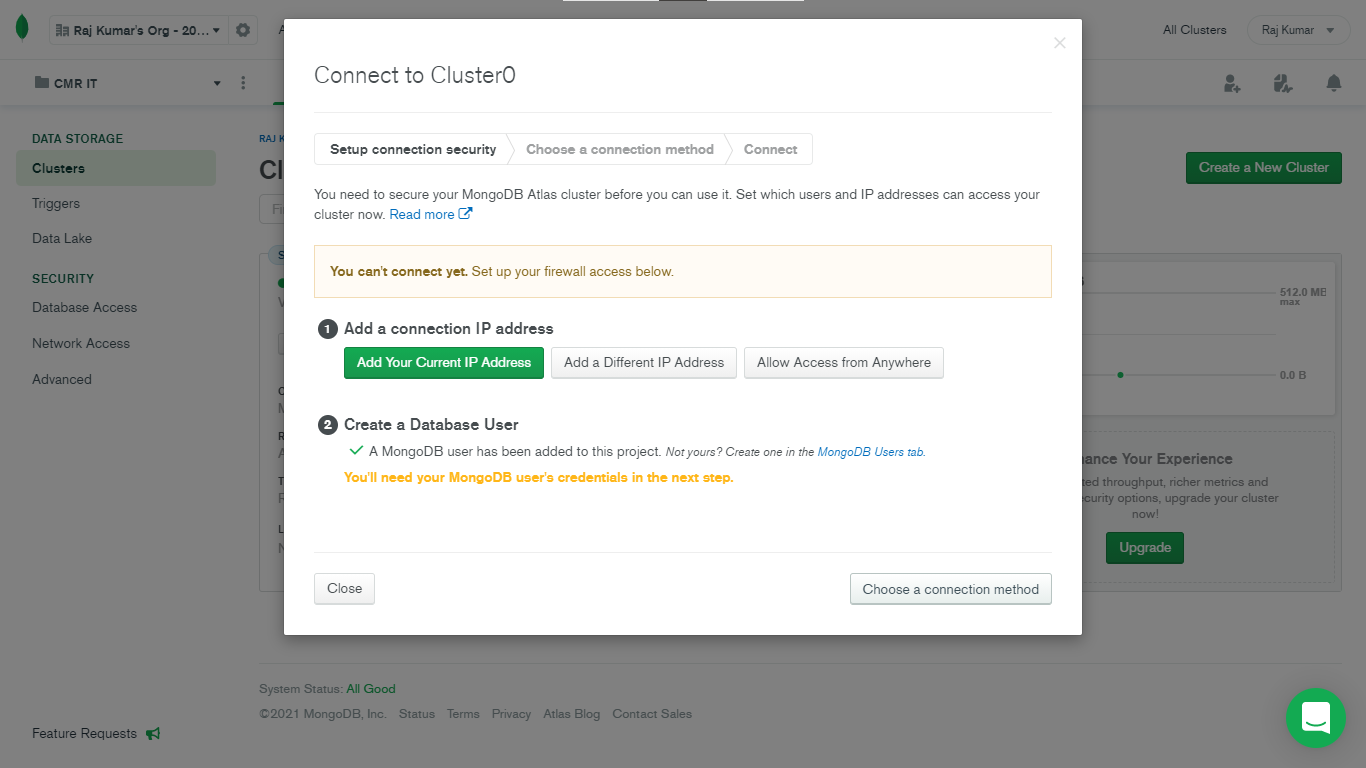 Raj Kumar's Org - 20...
All Clusters
Raj Kumar
CMR IT
DATA STORAGE
Clusters
Triggers
Data Lake
SECURITY
Database Access
Network Access
Advanced
Feature Requests
RAJ K
Cl
Create a New Cluster
Connect to Cluster0
Setup connection security
Choose a connection method
Connect
You need to secure your MongoDB Atlas cluster before you can use it. Set which users and IP addresses can access your
cluster now. Read more
You can't connect yet. Set up your firewall access below.
1 Add a connection IP address
Add Your Current IP Address
Add a Different IP Address
Allow Access from Anywhere
2 Create a Database User
A MongoDB user has been added to this project. Not yours? Create one in the MongoDB Users tab.
You'll need your MongoDB user's credentials in the next step.
Close
Choose a connection method
512.0 MB
max
0.0 B
Your Experience
throughput, richer metrics and
options, upgrade your cluster
now!
Upgrade
System Status: All Good
©2021 MongoDB, Inc. Status Terms Privacy Atlas Blog Contact Sales